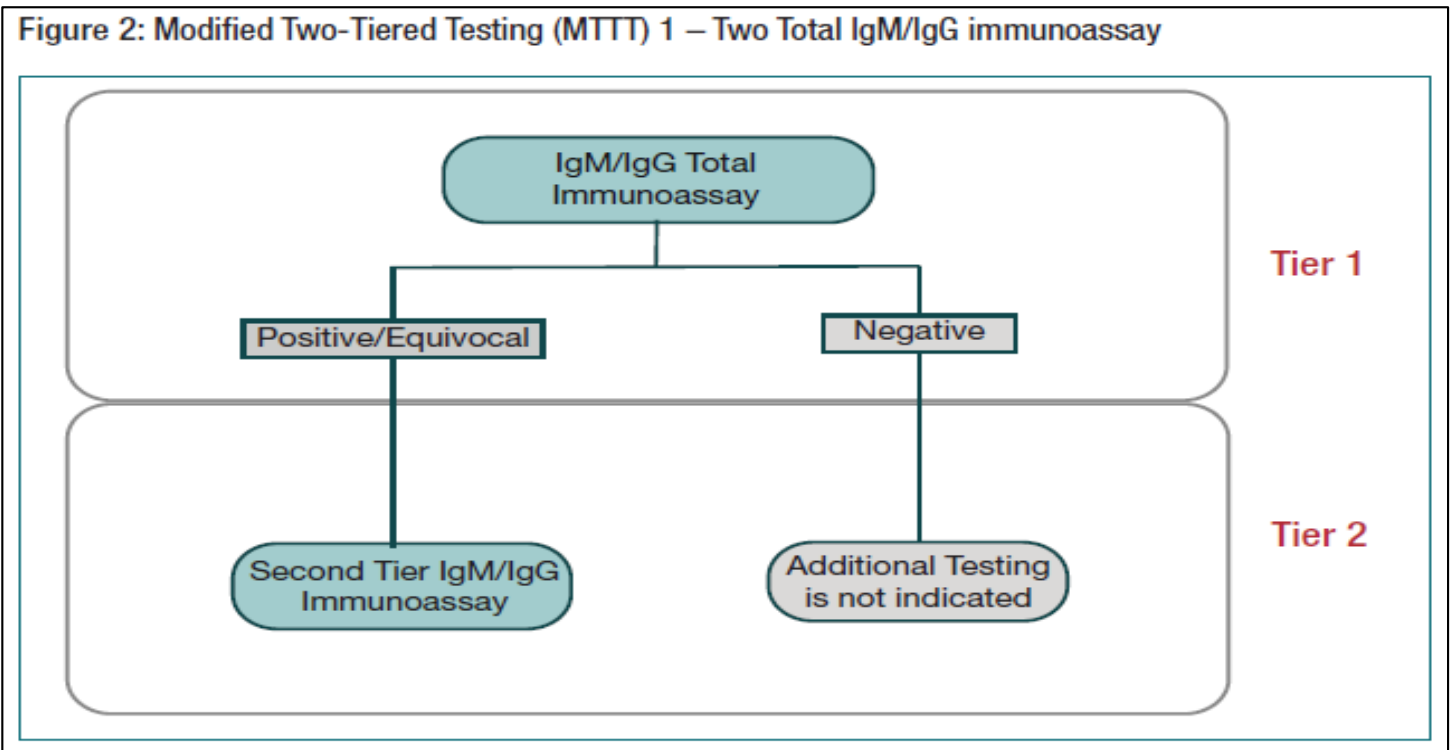 Figure 2: Modified Two-Tiered Testing (MTTT) 1 – Two Total IgM/IgG immunoassay
IgM/IgG Total
Immunoassay
Tier 1
Positive/Equivocal
Negative
Tier 2
Second Tier IgM/IgG
Immunoassay
Additional Testing
is not indicated